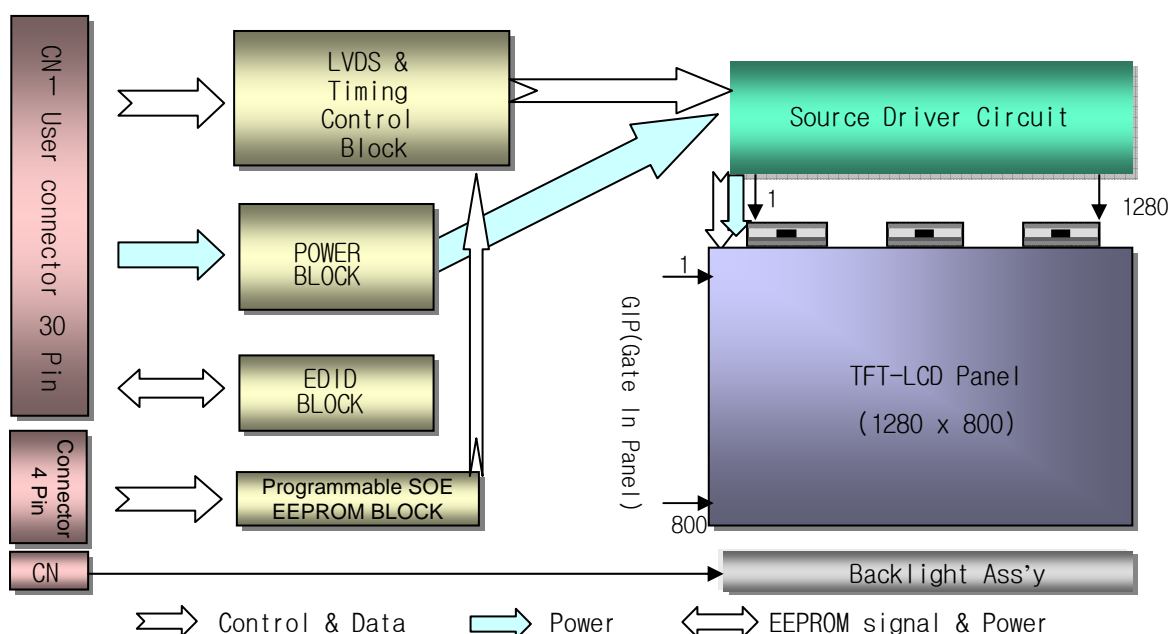 CN-1 User connector 30 Pin
LVDS &
Timing
Control
Block
Source Driver Circuit
1
1280
POWER
BLOCK
1
GIP(Gate In Panel)
800
EDID
BLOCK
TFT-LCD Panel
(1280 x 800)
Connector
4 Pin
Programmable SOE
EEPROM BLOCK
CN
Backlight Ass'y
Control & Data
Power
EEPROM signal & Power